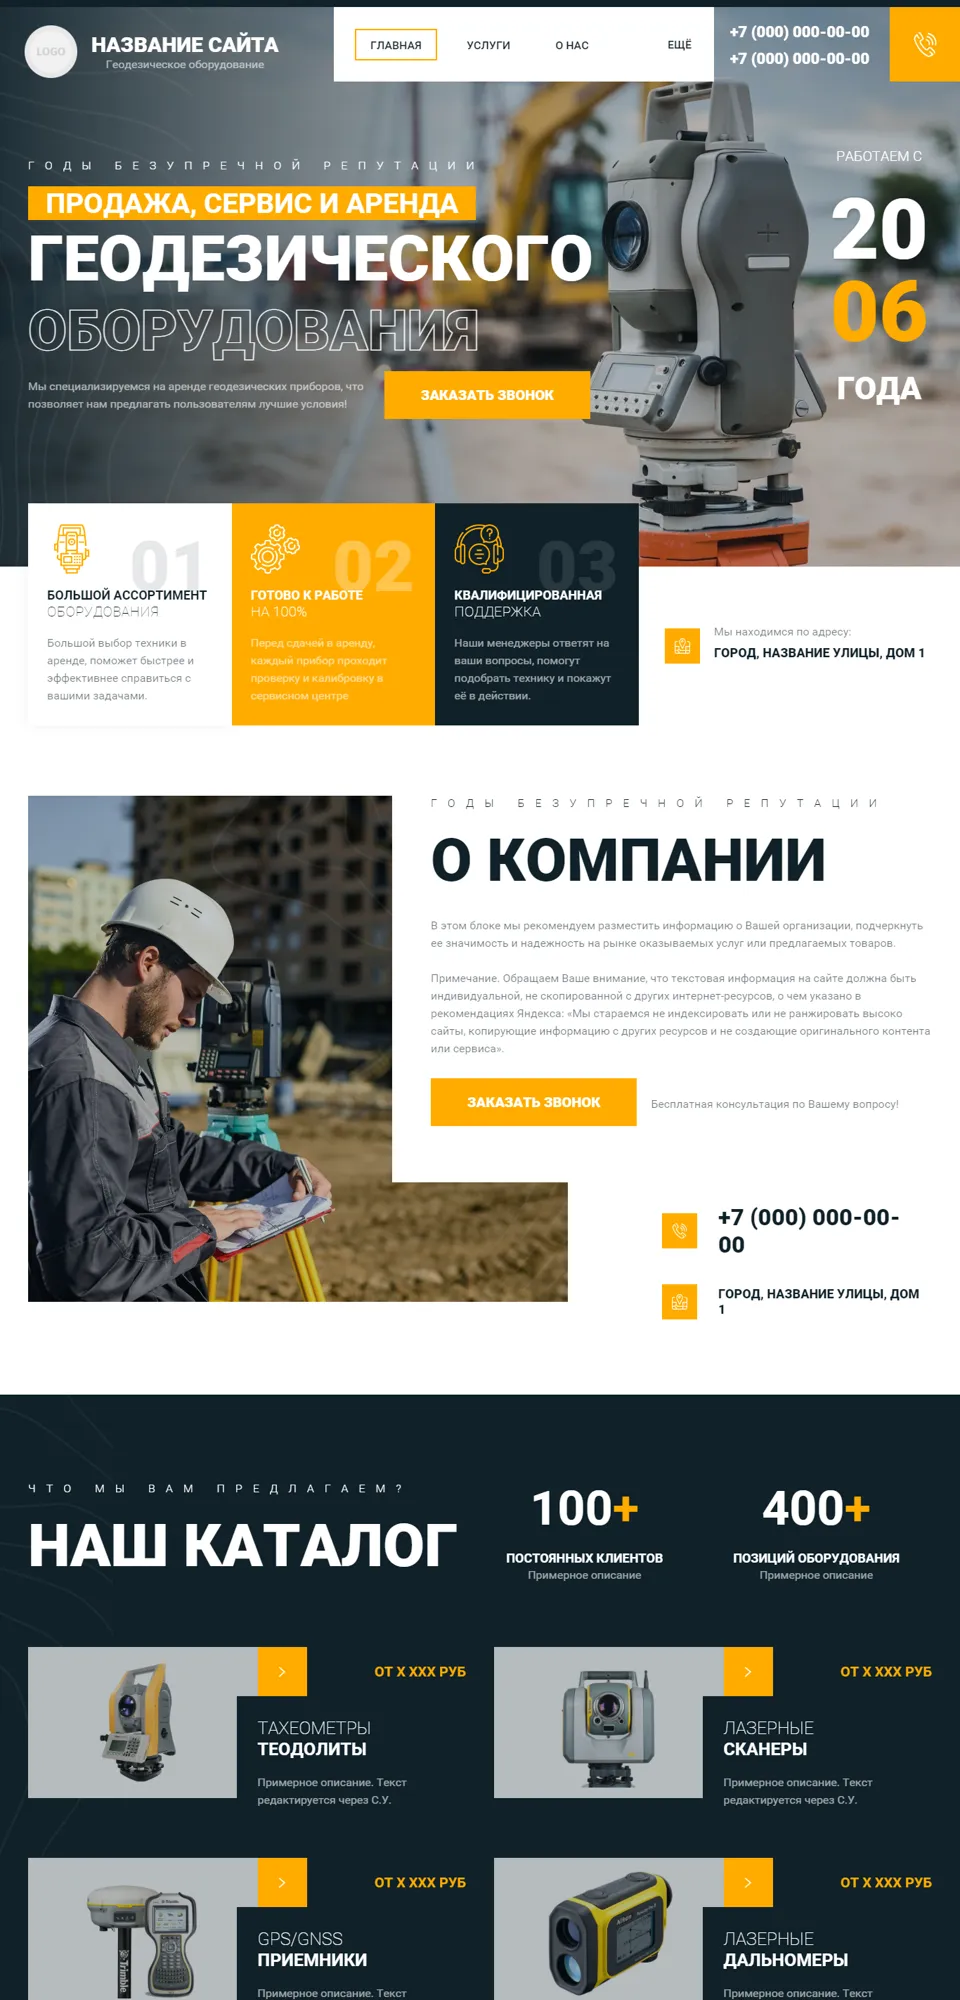 LOGO
НАЗВАНИЕ САЙТА
Геодезическое оборудование
ГЛАВНАЯ
УСЛУГИ
О НАС
ЕЩЁ
+7 (000) 000-00-00
+7 (000) 000-00-00
ГОДЫ БЕЗУПРЕЧНОЙ РЕПУТАЦИИ
ПРОДАЖА, СЕРВИС И АРЕНДА
ГЕОДЕЗИЧЕСКОГО
ОБОРУДОВАНИЯ
Мы специализируемся на аренде геодезических приборов, что
позволяет нам предлагать пользователям лучшие условия!
ЗАКАЗАТЬ ЗВОНОК
РАБОТАЕМ С
20
06
ГОДА
01
БОЛЬШОЙ АССОРТИМЕНТ
ОБОРУДОВАНИЯ
Большой выбор техники в
аренде, поможет быстрее и
эффективнее справиться с
вашими задачами.
02
ГОТОВО К РАБОТЕ
НА 100%
Перед сдачей в аренду,
каждый прибор проходит
проверку и калибровку в
сервисном центре
03
КВАЛИФИЦИРОВАННАЯ
ПОДДЕРЖКА
Наши менеджеры ответят на
ваши вопросы, помогут
подобрать технику и покажут
её в действии.
Мы находимся по адресу:
ГОРОД, НАЗВАНИЕ УЛИЦЫ, ДОМ 1
ГОДЫ БЕЗУПРЕЧНОЙ РЕПУТАЦИИ
О КОМПАНИИ
В этом блоке мы рекомендуем разместить информацию о Вашей организации, подчеркнуть
ее значимость и надежность на рынке оказываемых услуг или предлагаемых товаров.
Примечание. Обращаем Ваше внимание, что текстовая информация на сайте должна быть
индивидуальной, не скопированной с других интернет-ресурсов, о чем указано в
рекомендациях Яндекса: «Мы стараемся не индексировать или не ранжировать высоко
сайты, копирующие информацию с других ресурсов и не создающие оригинального контента
или сервиса».
ЗАКАЗАТЬ ЗВОНОК
Бесплатная консультация по Вашему вопросу!
+7 (000) 000-00-
00
ГОРОД, НАЗВАНИЕ УЛИЦЫ, ДОМ
1
ЧТО МЫ ВАМ ПРЕДЛАГАЕМ?
НАШ КАТАЛОГ
100+
ПОСТОЯННЫХ КЛИЕНТОВ
Примерное описание
400+
ПОЗИЦИЙ ОБОРУДОВАНИЯ
Примерное описание
ОТ X XXX РУБ
ТАХЕОМЕТРЫ
ТЕОДОЛИТЫ
Примерное описание. Текст
редактируется через С.У.
ОТ X XXX РУБ
ЛАЗЕРНЫЕ
СКАНЕРЫ
Примерное описание. Текст
редактируется через С.У.
ОТ X XXX РУБ
GPS/GNSS
ПРИЕМНИКИ
Примерное описание. Текст
Trimble
ОТ X XXX РУБ
ЛАЗЕРНЫЕ
ДАЛЬНОМЕРЫ
Примерное описание. Текст
Nikon